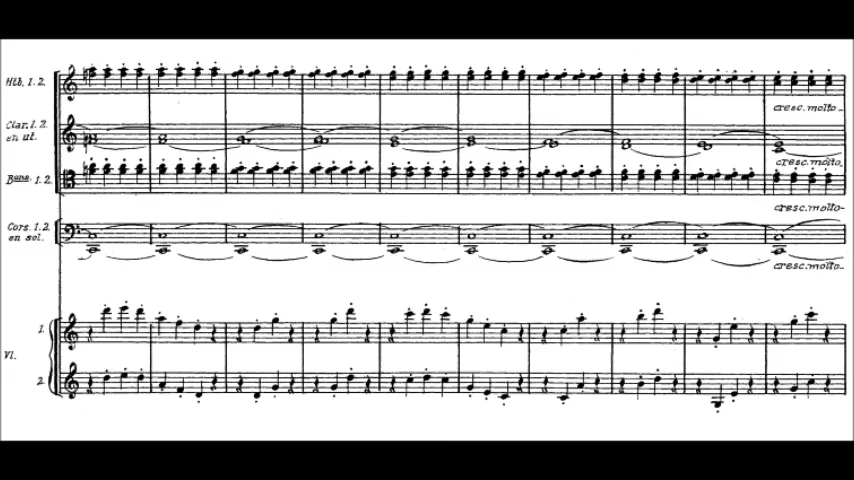 Htb. 1. 2.
cresc. molto
Clar. 1. 2.
en ut.
cresc. molto
Bons. 1. 2.
cresc. molto
Cors. 1. 2.
en sol.
cresc. molto
1.
Vl.
2.